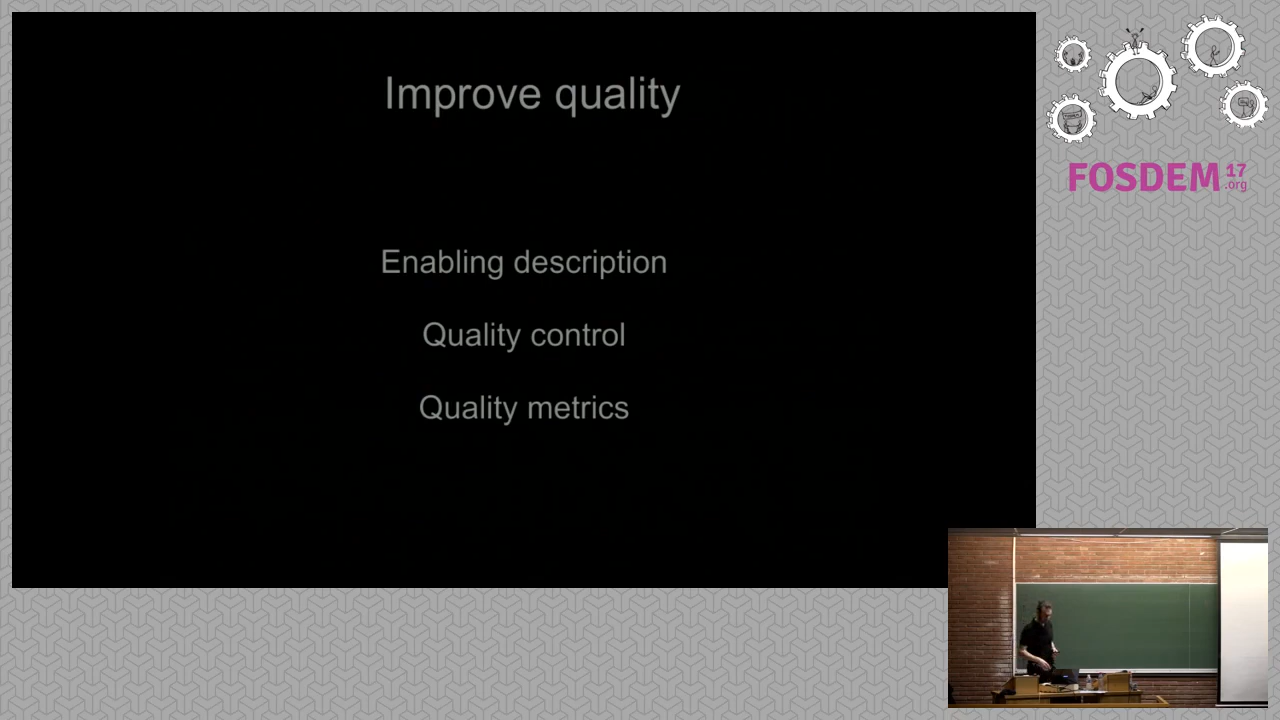 Improve quality
Enabling description
Quality control
Quality metrics
FOSDEM 17
.org